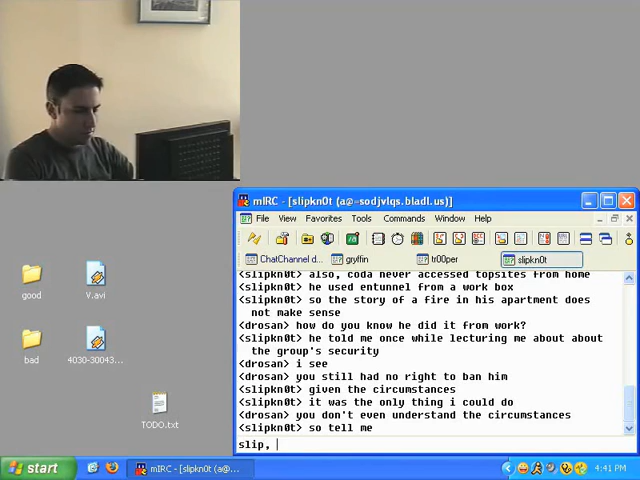 mIRC - [slipkn0t (a@=sodjvlqs.bladl.us)]
File View Favorites Tools Commands Window Help
ChatChannel d... gryffin tr00per slipkn0t
<slipkn0t> also, coda never accessed topsites from home
<slipkn0t> he used entunnel from a work box
<slipkn0t> so the story of a fire in his apartment does
not make sense
<drosan> how do you know he did it from work?
<slipkn0t> he told me once while lecturing me about about
the group's security
<drosan> i see
<drosan> you still had no right to ban him
<slipkn0t> given the circumstances
<slipkn0t> it was the only thing i could do
<drosan> you don't even understand the circumstances
<slipkn0t> so tell me
slip,
good V.avi
bad 4030-30043...
TODO.txt
start mIRC - [slipkn0t (a@... 4:41 PM